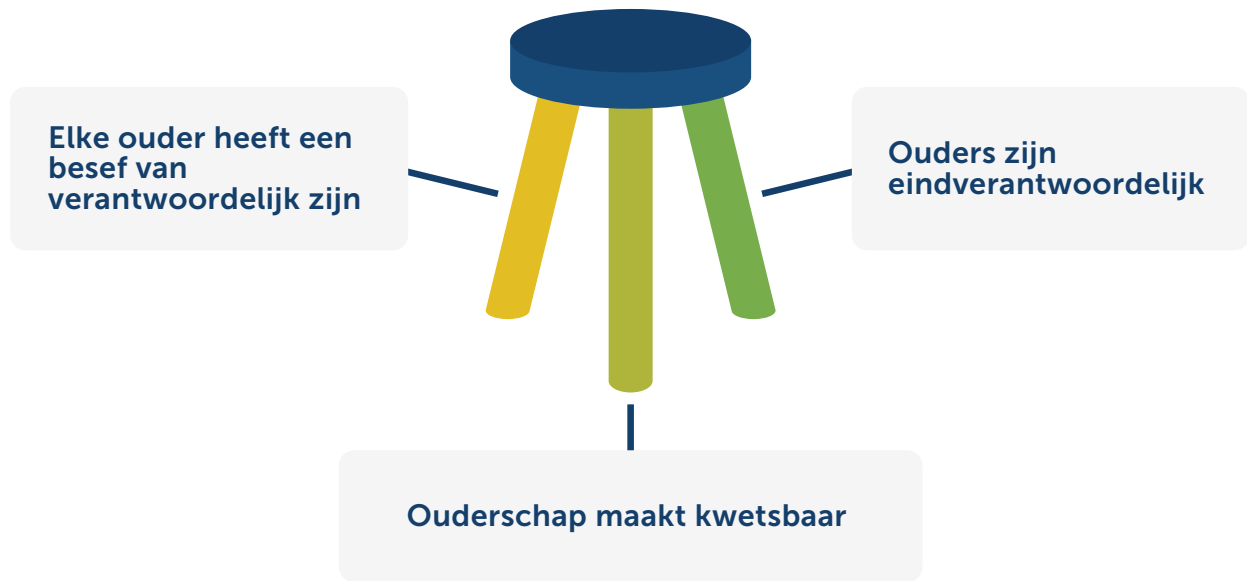 Elke ouder heeft een
besef van
verantwoordelijk zijn
Ouders zijn
eindverantwoordelijk
Ouderschap maakt kwetsbaar